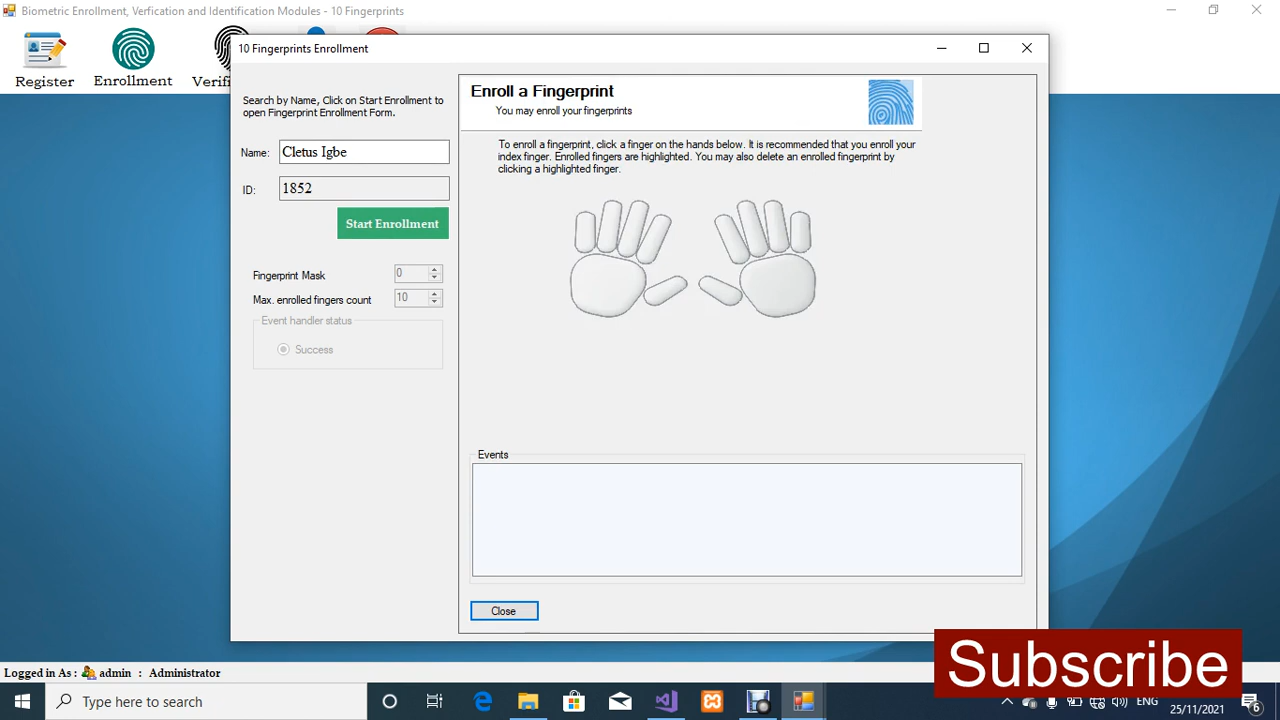 Biometric Enrollment, Verfication and Identification Modules - 10 Fingerprints
Register
Enrollment
Verifi
10 Fingerprints Enrollment
Search by Name, Click on Start Enrollment to
open Fingerprint Enrollment Form.
Name: Cletus Igbe
ID: 1852
Start Enrollment
Fingerprint Mask 0
Max. enrolled fingers count 10
Event handler status
Success
Enroll a Fingerprint
You may enroll your fingerprints
To enroll a fingerprint, click a finger on the hands below. It is recommended that you enroll your
index finger. Enrolled fingers are highlighted. You may also delete an enrolled fingerprint by
clicking a highlighted finger.
Events
Close
Subscribe
Logged in As : admin : Administrator
Type here to search
ENG
25/11/2021
6